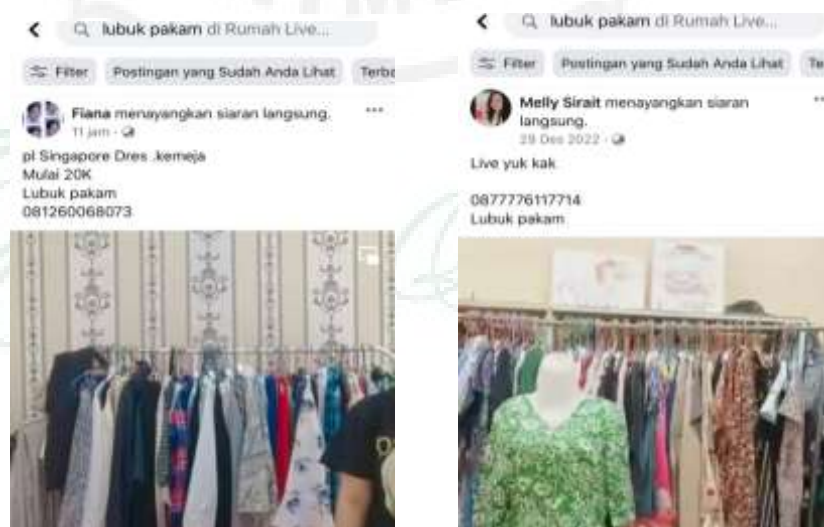 lubuk pakam di Rumah Live...
Filter Postingan yang Sudah Anda Lihat Terba
Fiana menayangkan siaran langsung.
11 jam
pl Singapore Dres .kemeja
Mulai 20K
Lubuk pakam
081260068073
lubuk pakam di Rumah Live...
Filter Postingan yang Sudah Anda Lihat Te
Melly Sirait menayangkan siaran
langsung.
29 Des 2022
Live yuk kak
0877776117714
Lubuk pakam